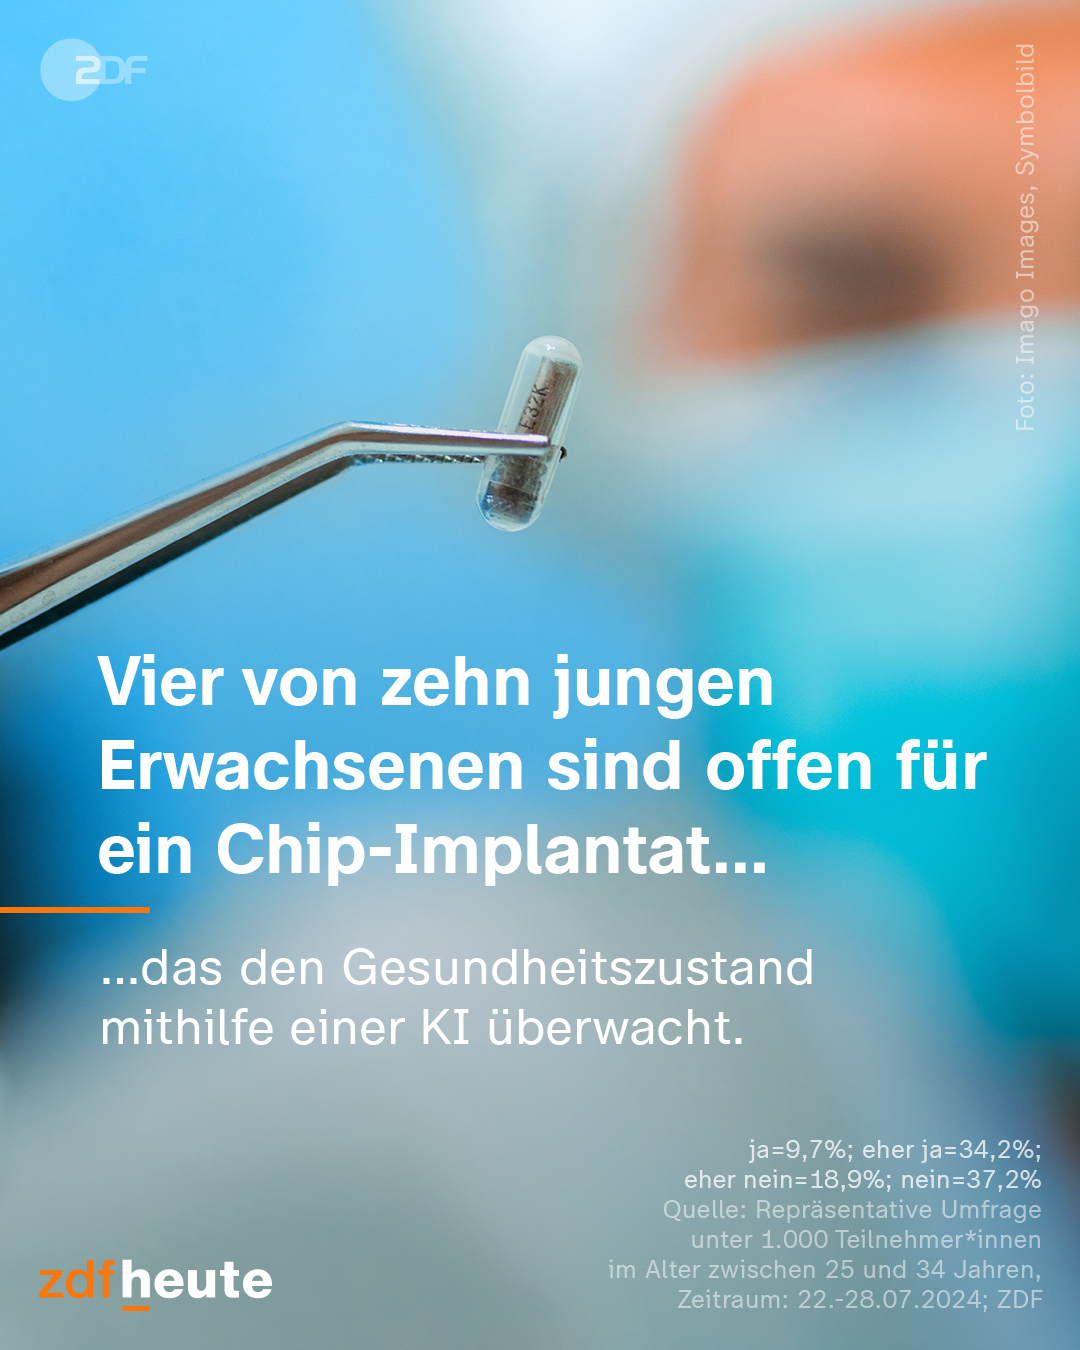 ZDF
Foto: Imago Images, Symbolbild
E32K
Vier von zehn jungen
Erwachsenen sind offen für
ein Chip-Implantat...
...das den Gesundheitszustand
mithilfe einer KI überwacht.
ja=9,7%; eher ja=34,2%;
eher nein=18,9%; nein=37,2%
Quelle: Repräsentative Umfrage
unter 1.000 Teilnehmer*innen
im Alter zwischen 25 und 34 Jahren,
Zeitraum: 22.-28.07.2024; ZDF
zdfheute